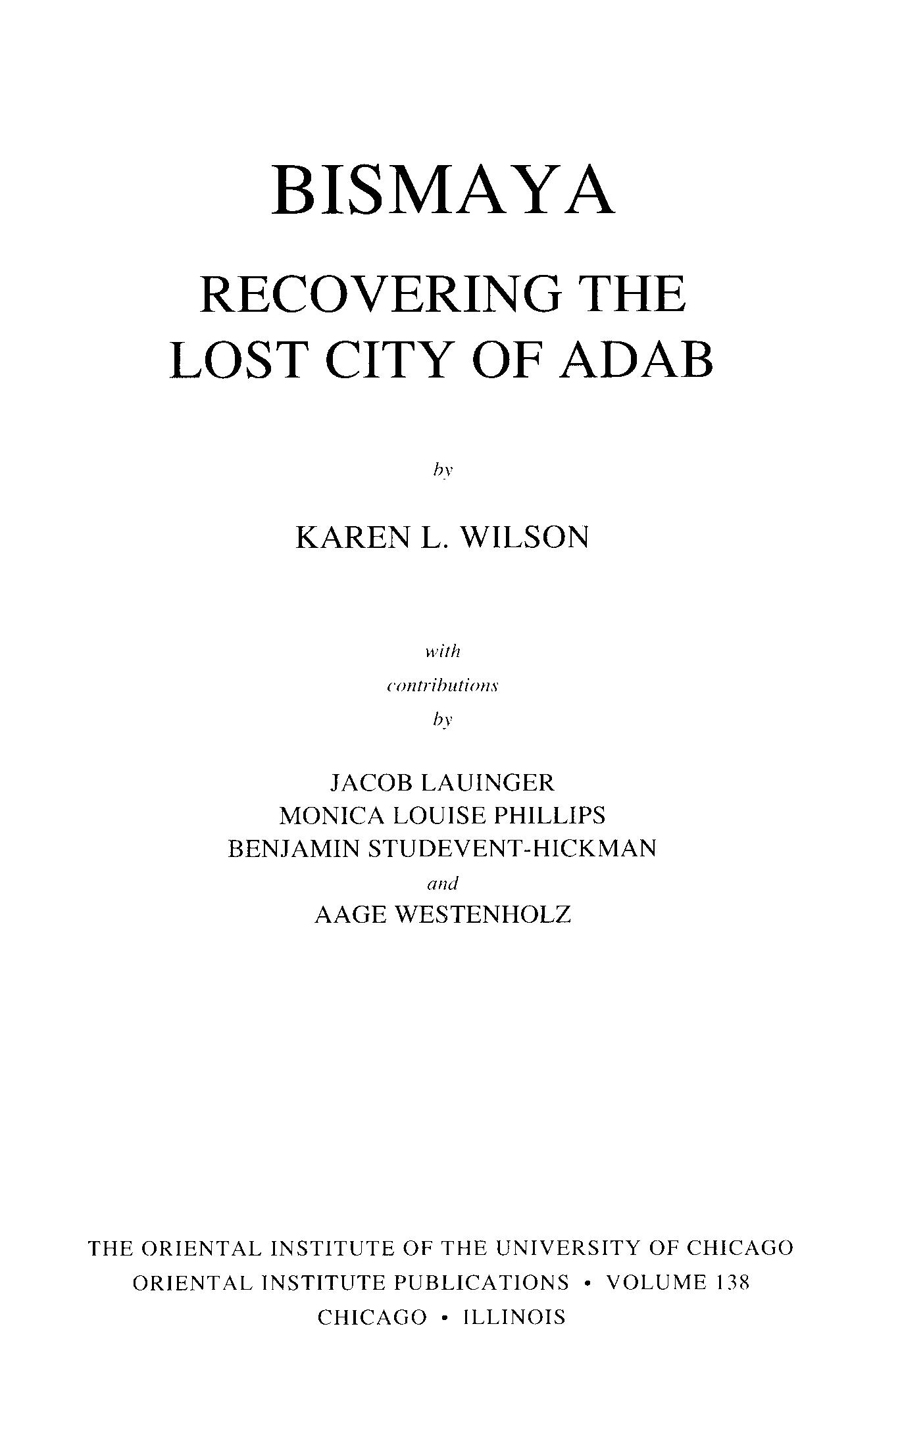 BISMAYA
RECOVERING THE
LOST CITY OF ADAB
by
KAREN L. WILSON
with
contributions
by
JACOB LAUINGER
MONICA LOUISE PHILLIPS
BENJAMIN STUDEVENT-HICKMAN
and
AAGE WESTENHOLZ
THE ORIENTAL INSTITUTE OF THE UNIVERSITY OF CHICAGO
ORIENTAL INSTITUTE PUBLICATIONS • VOLUME 138
CHICAGO • ILLINOIS